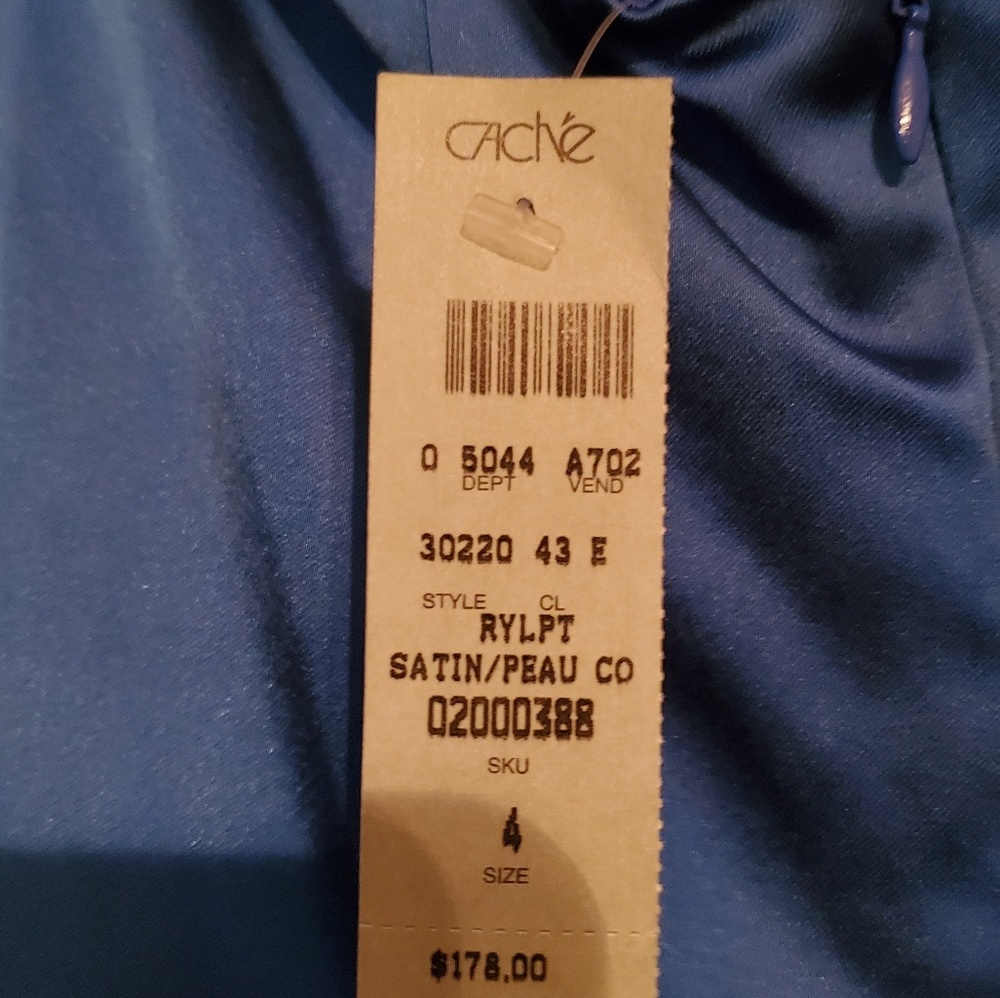 Caché
0 5044 A702
DEPT VEND
30220 43 E
STYLE CL
RYLPT
SATIN/PEAU CO
02000388
SKU
4
SIZE
$178.00